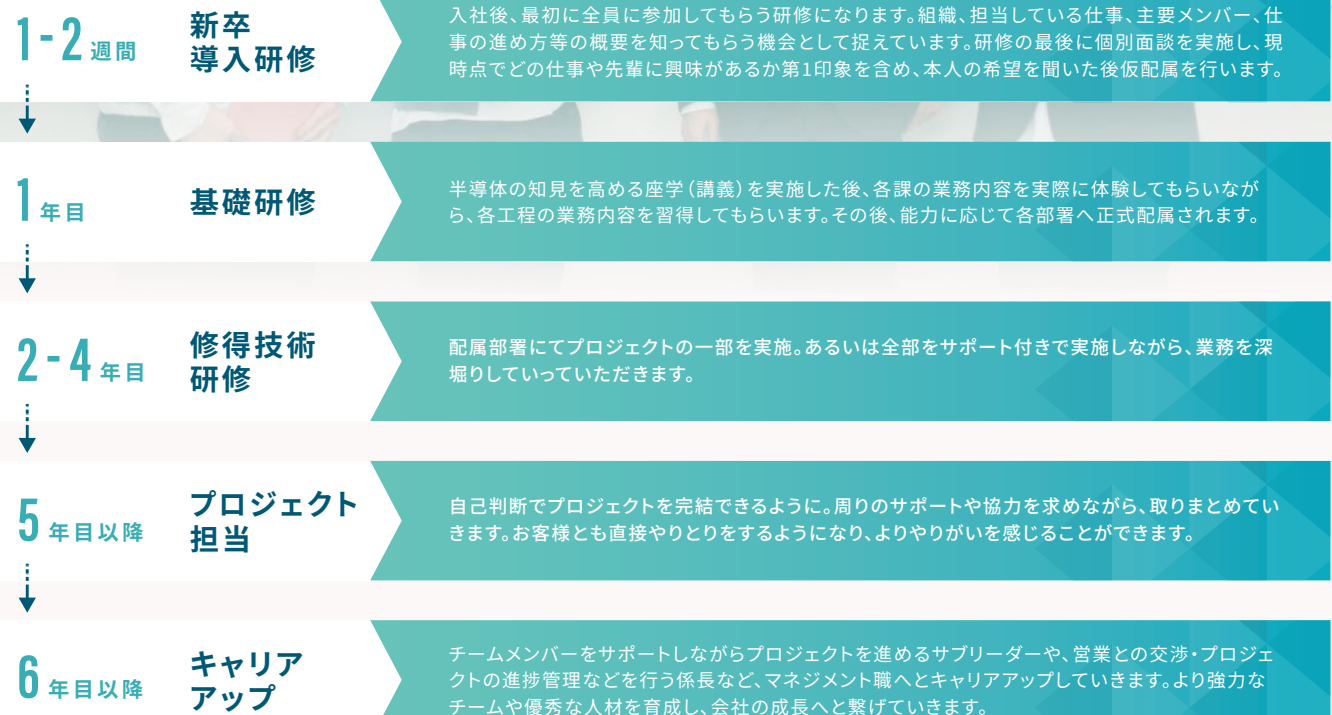 1-2週間
新卒
導入研修
入社後、最初に全員に参加してもらう研修になります。組織、担当している仕事、主要メンバー、仕
事の進め方等の概要を知ってもらう機会として捉えています。研修の最後に個別面談を実施し、現
時点でどの仕事や先輩に興味があるか第1印象を含め、本人の希望を聞いた後仮配属を行います。
1年目
基礎研修
半導体の知見を高める座学(講義)を実施した後、各課の業務内容を実際に体験してもらいなが
ら、各工程の業務内容を習得してもらいます。その後、能力に応じて各部署へ正式配属されます。
2-4年目
修得技術
研修
配属部署にてプロジェクトの一部を実施。あるいは全部をサポート付きで実施しながら、業務を深
堀りしていっていただきます。
5年目以降
プロジェクト
担当
自己判断でプロジェクトを完結できるように。周りのサポートや協力を求めながら、取りまとめてい
きます。お客様とも直接やりとりをするようになり、よりやりがいを感じることができます。
6年目以降
キャリア
アップ
チームメンバーをサポートしながらプロジェクトを進めるサブリーダーや、営業との交渉・プロジェ
クトの進捗管理などを行う係長など、マネジメント職へとキャリアアップしていきます。より強力な
チームや優秀な人材を育成し、会社の成長へと繋げていきます。